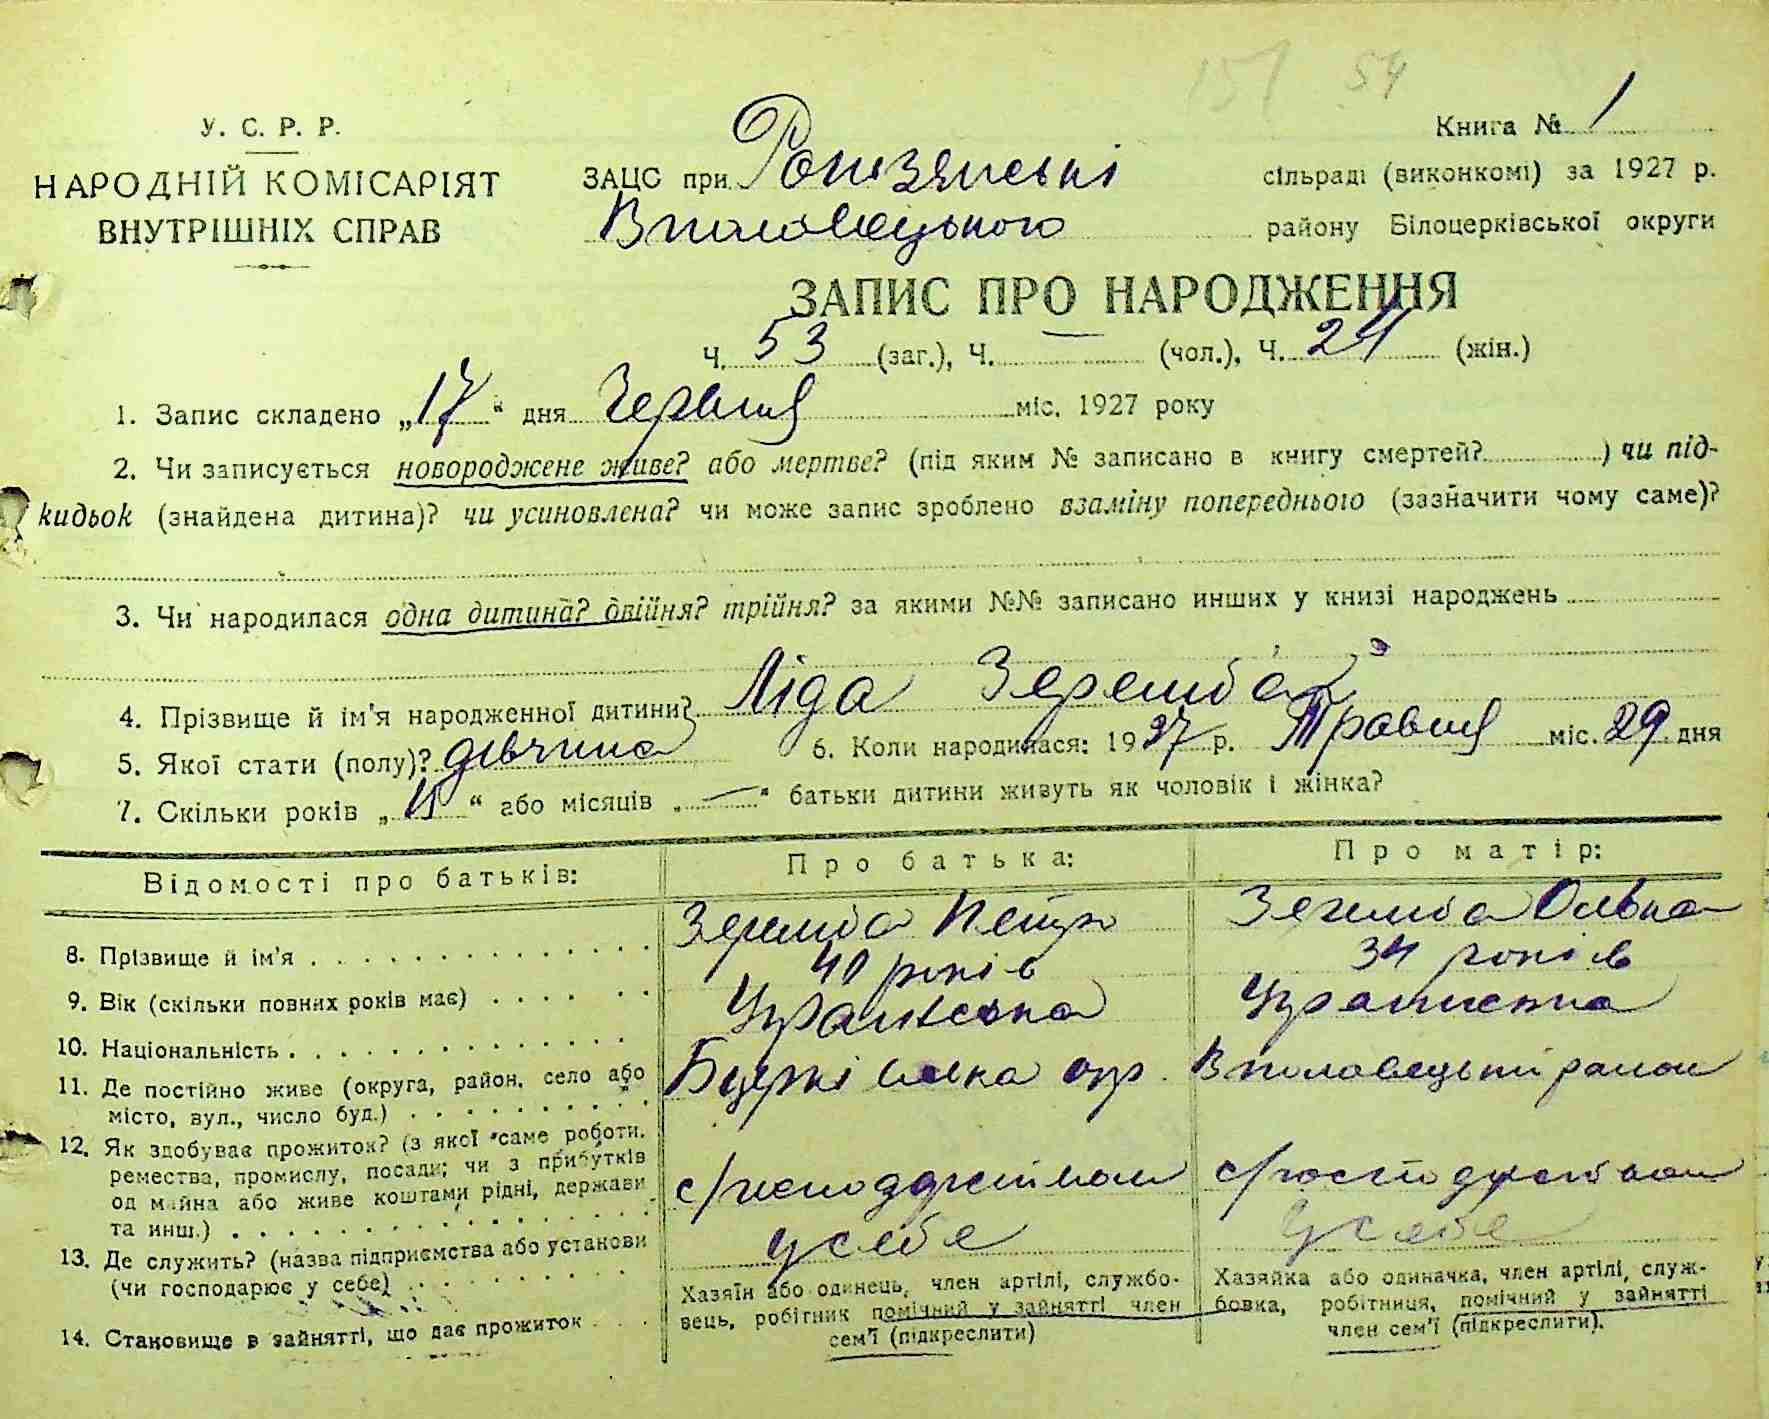 151 54
У. С. Р. Р.
НАРОДНІЙ КОМІСАРІЯТ
ВНУТРІШНІХ СПРАВ
Книга № 1
ЗАЦС при сільраді (виконкомі) за 1927 р.
району Білоцерківської округи
ЗАПИС ПРО НАРОДЖЕННЯ
Ч. 53 (заг.), Ч. — (чол.), Ч. 24 (жін.)
1. Запис складено „17“ дня Червня міс. 1927 року
2. Чи записується новороджене живе? або мертве? (під яким № записано в книгу смертей? ) чи під-
кидьок (знайдена дитина)? чи усиновлена? чи може запис зроблено взаміну попереднього (зазначити чому саме)?
3. Чи народилася одна дитина? двійня? трійня? за якими №№ записано инших у книзі народжень
4. Прізвище й ім'я народженної дитини? Ліда
5. Якої стати (полу)? дівчина 6. Коли народилася: 1927 р. Травня міс. 29 дня
7. Скільки років „ “ або місяців „—“ батьки дитини живуть як чоловік і жінка?
Відомості про батьків: Про батька: Про матір:
8. Прізвище й ім'я Петро
9. Вік (скільки повних років має) років 34 років
10. Національність Українська Українська
11. Де постійно живе (округа, район, село або
місто, вул., число буд.) окр. район
12. Як здобуває прожиток? (з якої саме роботи,
ремества, промислу, посади; чи з прибутків
од майна або живе коштами рідні, держави
та инш.)
13. Де служить? (назва підприємства або установи
(чи господарює у себе) у себе у себе
14. Становище в зайнятті, що дає прожиток
Хазяїн або одинець, член артілі, службо-
вець, робітник помічний у зайнятті член
сем'ї (підкреслити)
Хазяйка або одиначка, член артілі, служ-
бовка, робітниця, помічний у зайнятті
член сем'ї (підкреслити).